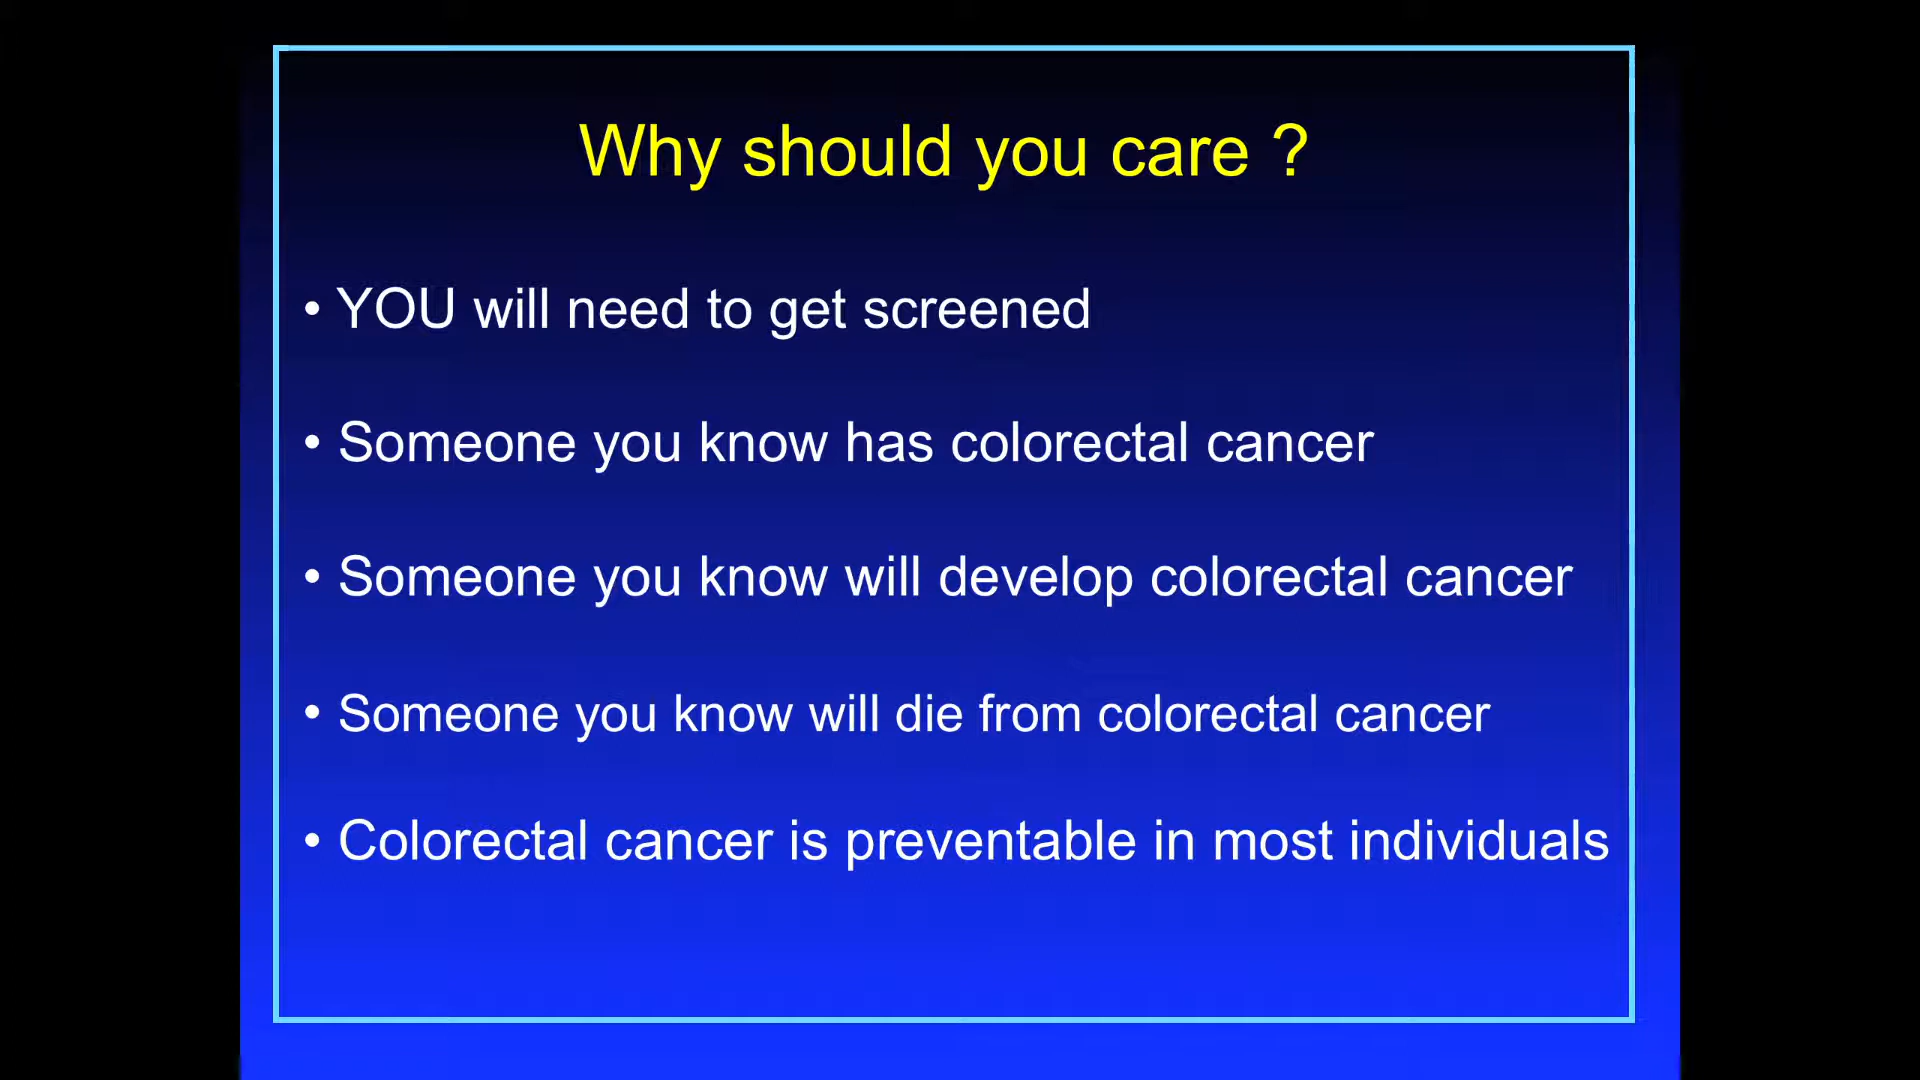 Why should you care ?
• YOU will need to get screened
• Someone you know has colorectal cancer
• Someone you know will develop colorectal cancer
• Someone you know will die from colorectal cancer
• Colorectal cancer is preventable in most individuals